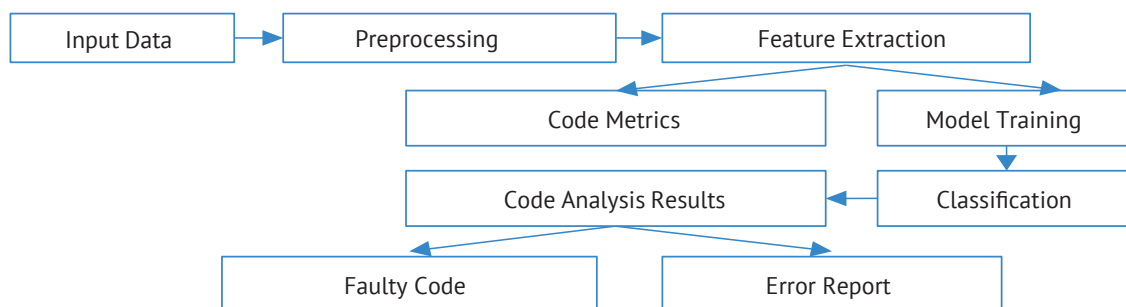 Input Data
Preprocessing
Feature Extraction
Code Metrics
Model Training
Code Analysis Results
Classification
Faulty Code
Error Report